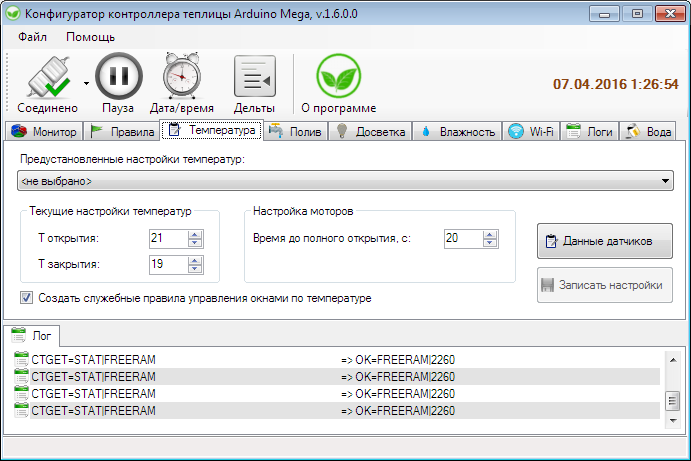 Конфигуратор контроллера теплицы Arduino Mega, v.1.6.0.0
Файл Помощь
Соединено Пауза Дата/время Дельты О программе
07.04.2016 1:26:54
Монитор Правила Температура Полив Досветка Влажность Wi-Fi Логи Вода
Предустановленные настройки температур:
<не выбрано>
Текущие настройки температур
Т открытия: 21
Т закрытия: 19
Настройка моторов
Время до полного открытия, с: 20
Данные датчиков
Записать настройки
Создать служебные правила управления окнами по температуре
Лог
CTGET=STAT|FREERAM => OK=FREERAM|2260
CTGET=STAT|FREERAM => OK=FREERAM|2260
CTGET=STAT|FREERAM => OK=FREERAM|2260
CTGET=STAT|FREERAM => OK=FREERAM|2260